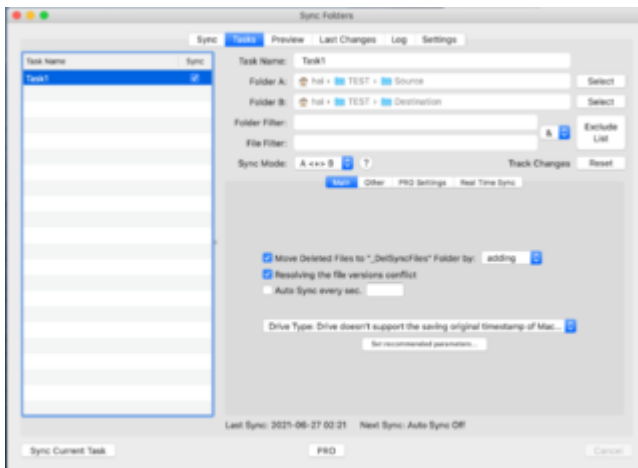 Sync Folders
Sync Tasks Preview Last Changes Log Settings
Task Name Sync
Task1
Task Name: Task1
Folder A: hal › TEST › Source Select
Folder B: hal › TEST › Destination Select
Folder Filter:
& Exclude List
File Filter:
Sync Mode: A <+> B ? Track Changes Reset
Main Other PRO Settings Real Time Sync
Move Deleted Files to "_DelSyncFiles" Folder by: adding
Resolving the file versions conflict
Auto Sync every sec.
Drive Type: Drive doesn't support the saving original timestamp of Mac...
Set recommended parameters...
Last Sync: 2021-06-27 02:21 Next Sync: Auto Sync Off
Sync Current Task PRO Cancel